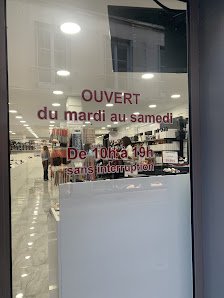 OUVERT
du mardi au samedi
De 10h à 19h
sans interruption